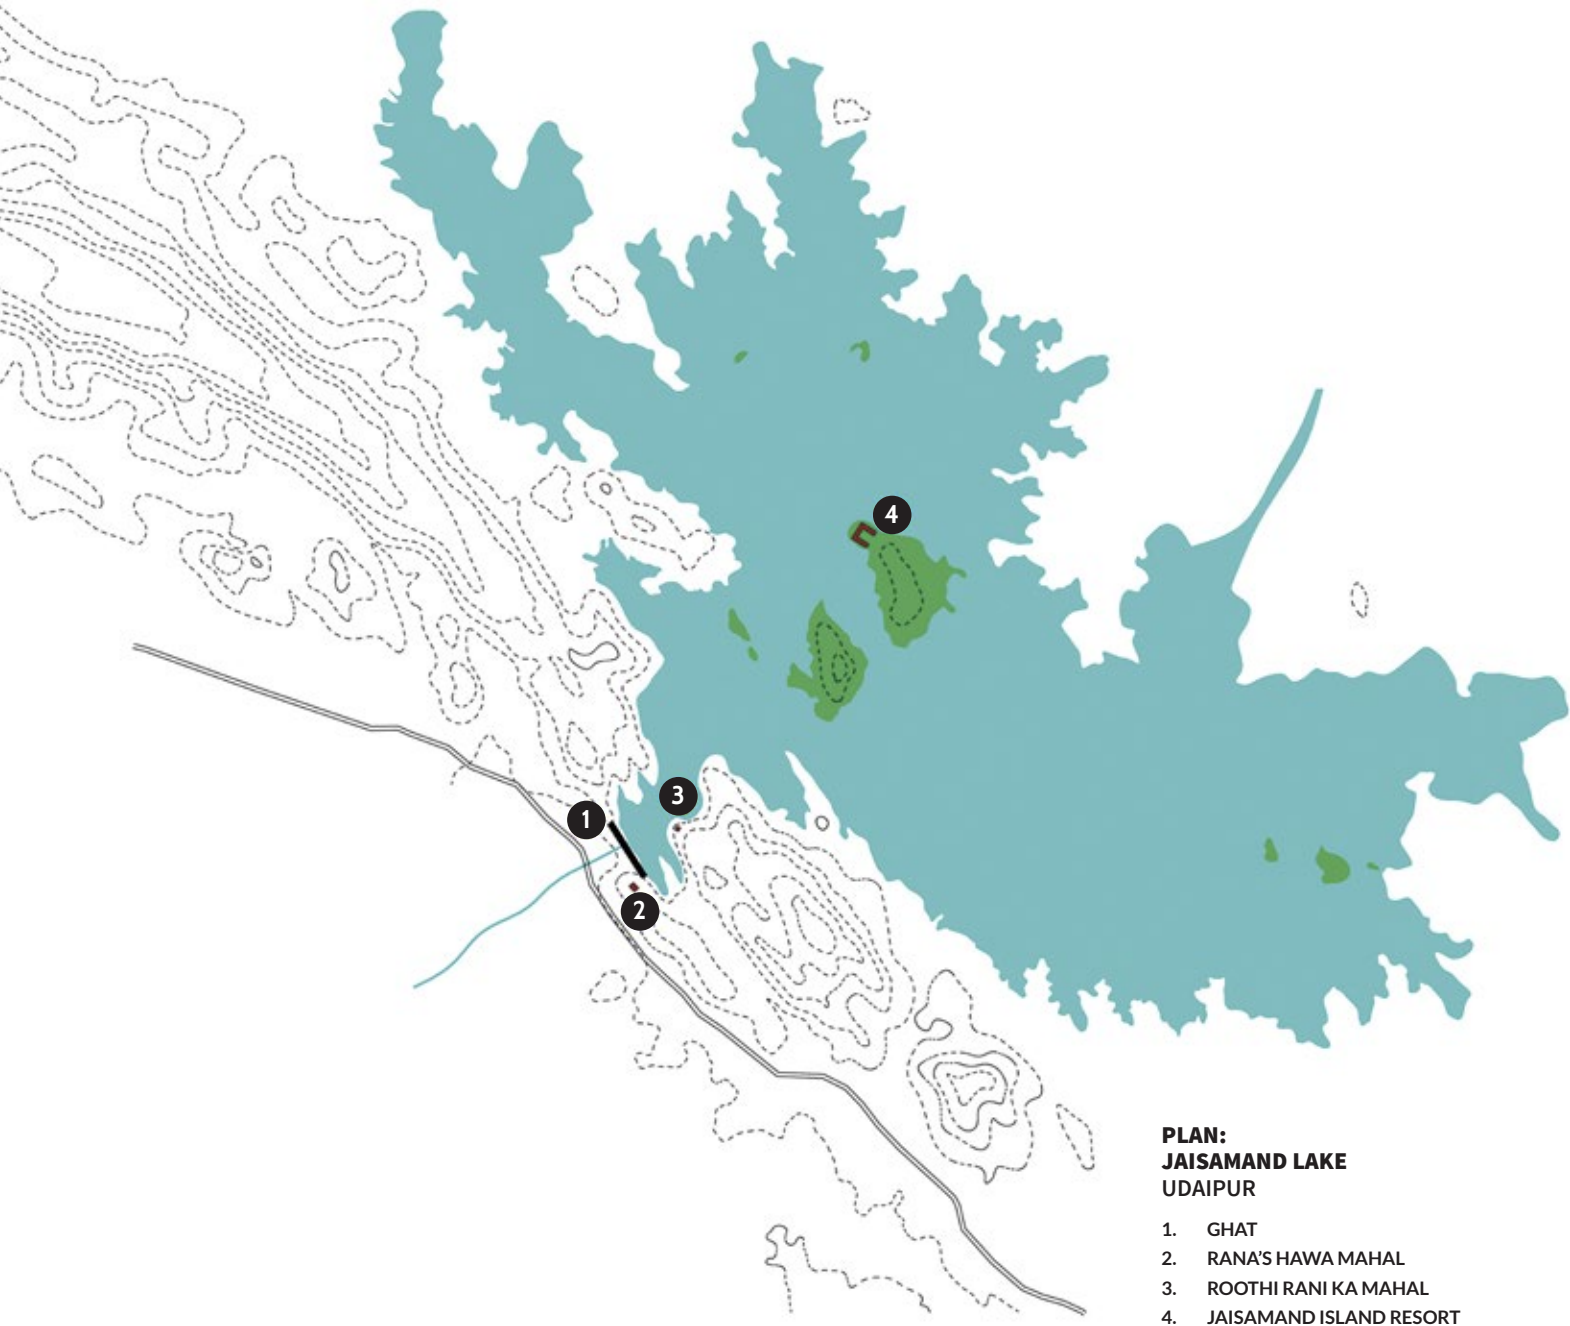 4
3
1
2
PLAN:
JAISAMAND LAKE
UDAIPUR
1. GHAT
2. RANA'S HAWA MAHAL
3. ROOTHI RANI KA MAHAL
4. JAISAMAND ISLAND RESORT